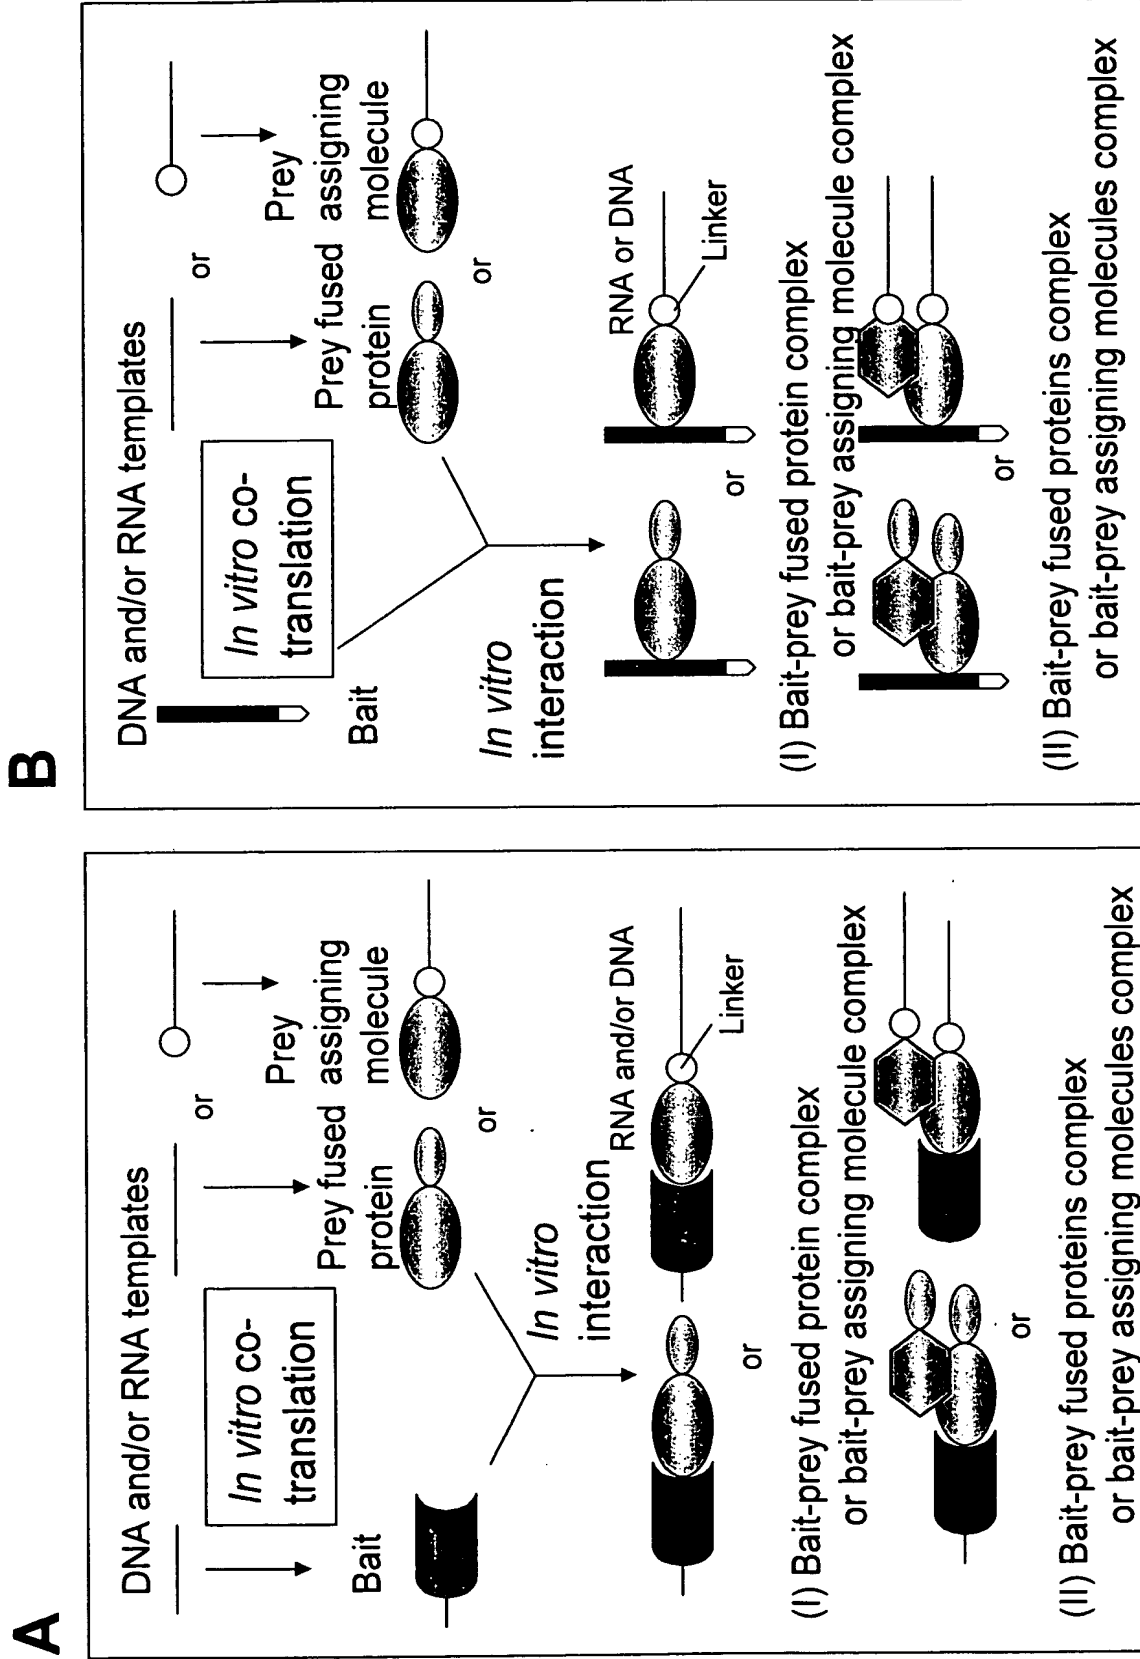 A
DNA and/or RNA templates
or
In vitro co-
translation
Bait
Prey fused
protein
Prey
assigning
molecule
or
In vitro
interaction
RNA and/or DNA
Linker
or
(I) Bait-prey fused protein complex
or bait-prey assigning molecule complex
or
(II) Bait-prey fused proteins complex
or bait-prey assigning molecules complex
B
DNA and/or RNA templates
or
In vitro co-
translation
Bait
Prey fused
protein
Prey
assigning
molecule
or
In vitro
interaction
RNA or DNA
Linker
or
(I) Bait-prey fused protein complex
or bait-prey assigning molecule complex
or
(II) Bait-prey fused proteins complex
or bait-prey assigning molecules complex